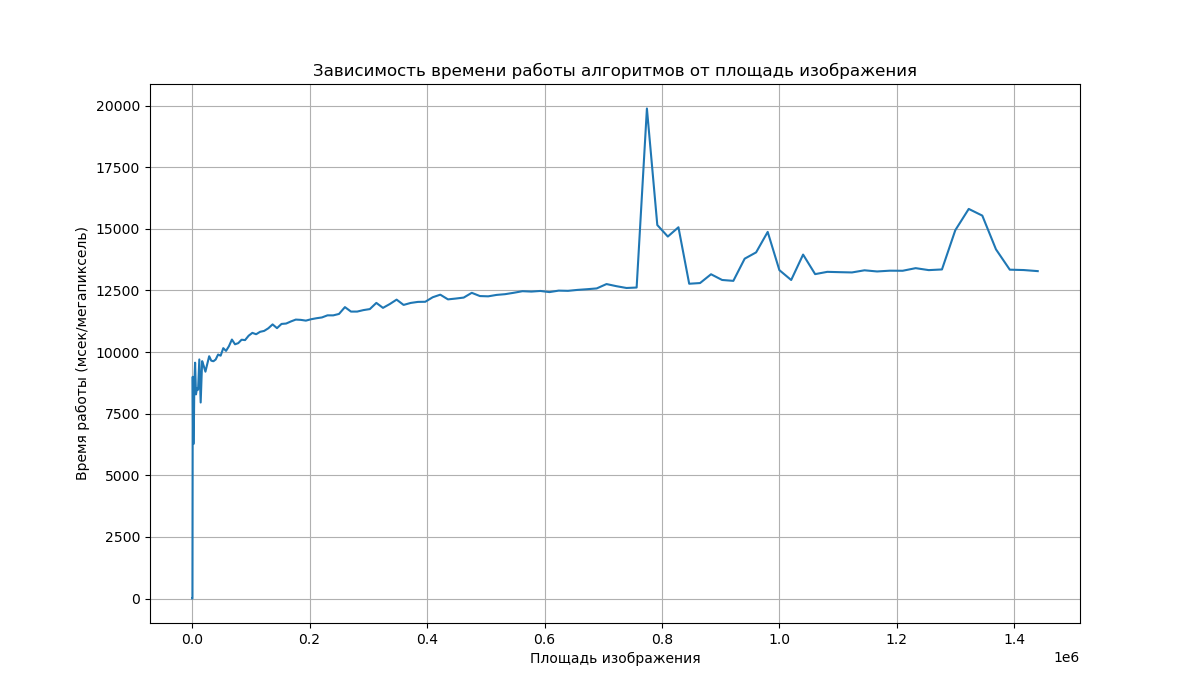 Зависимость времени работы алгоритмов от площадь изображения
20000
17500
15000
12500
10000
7500
5000
2500
0
Время работы (мсек/мегапиксель)
0.0 0.2 0.4 0.6 0.8 1.0 1.2 1.4
1e6
Площадь изображения